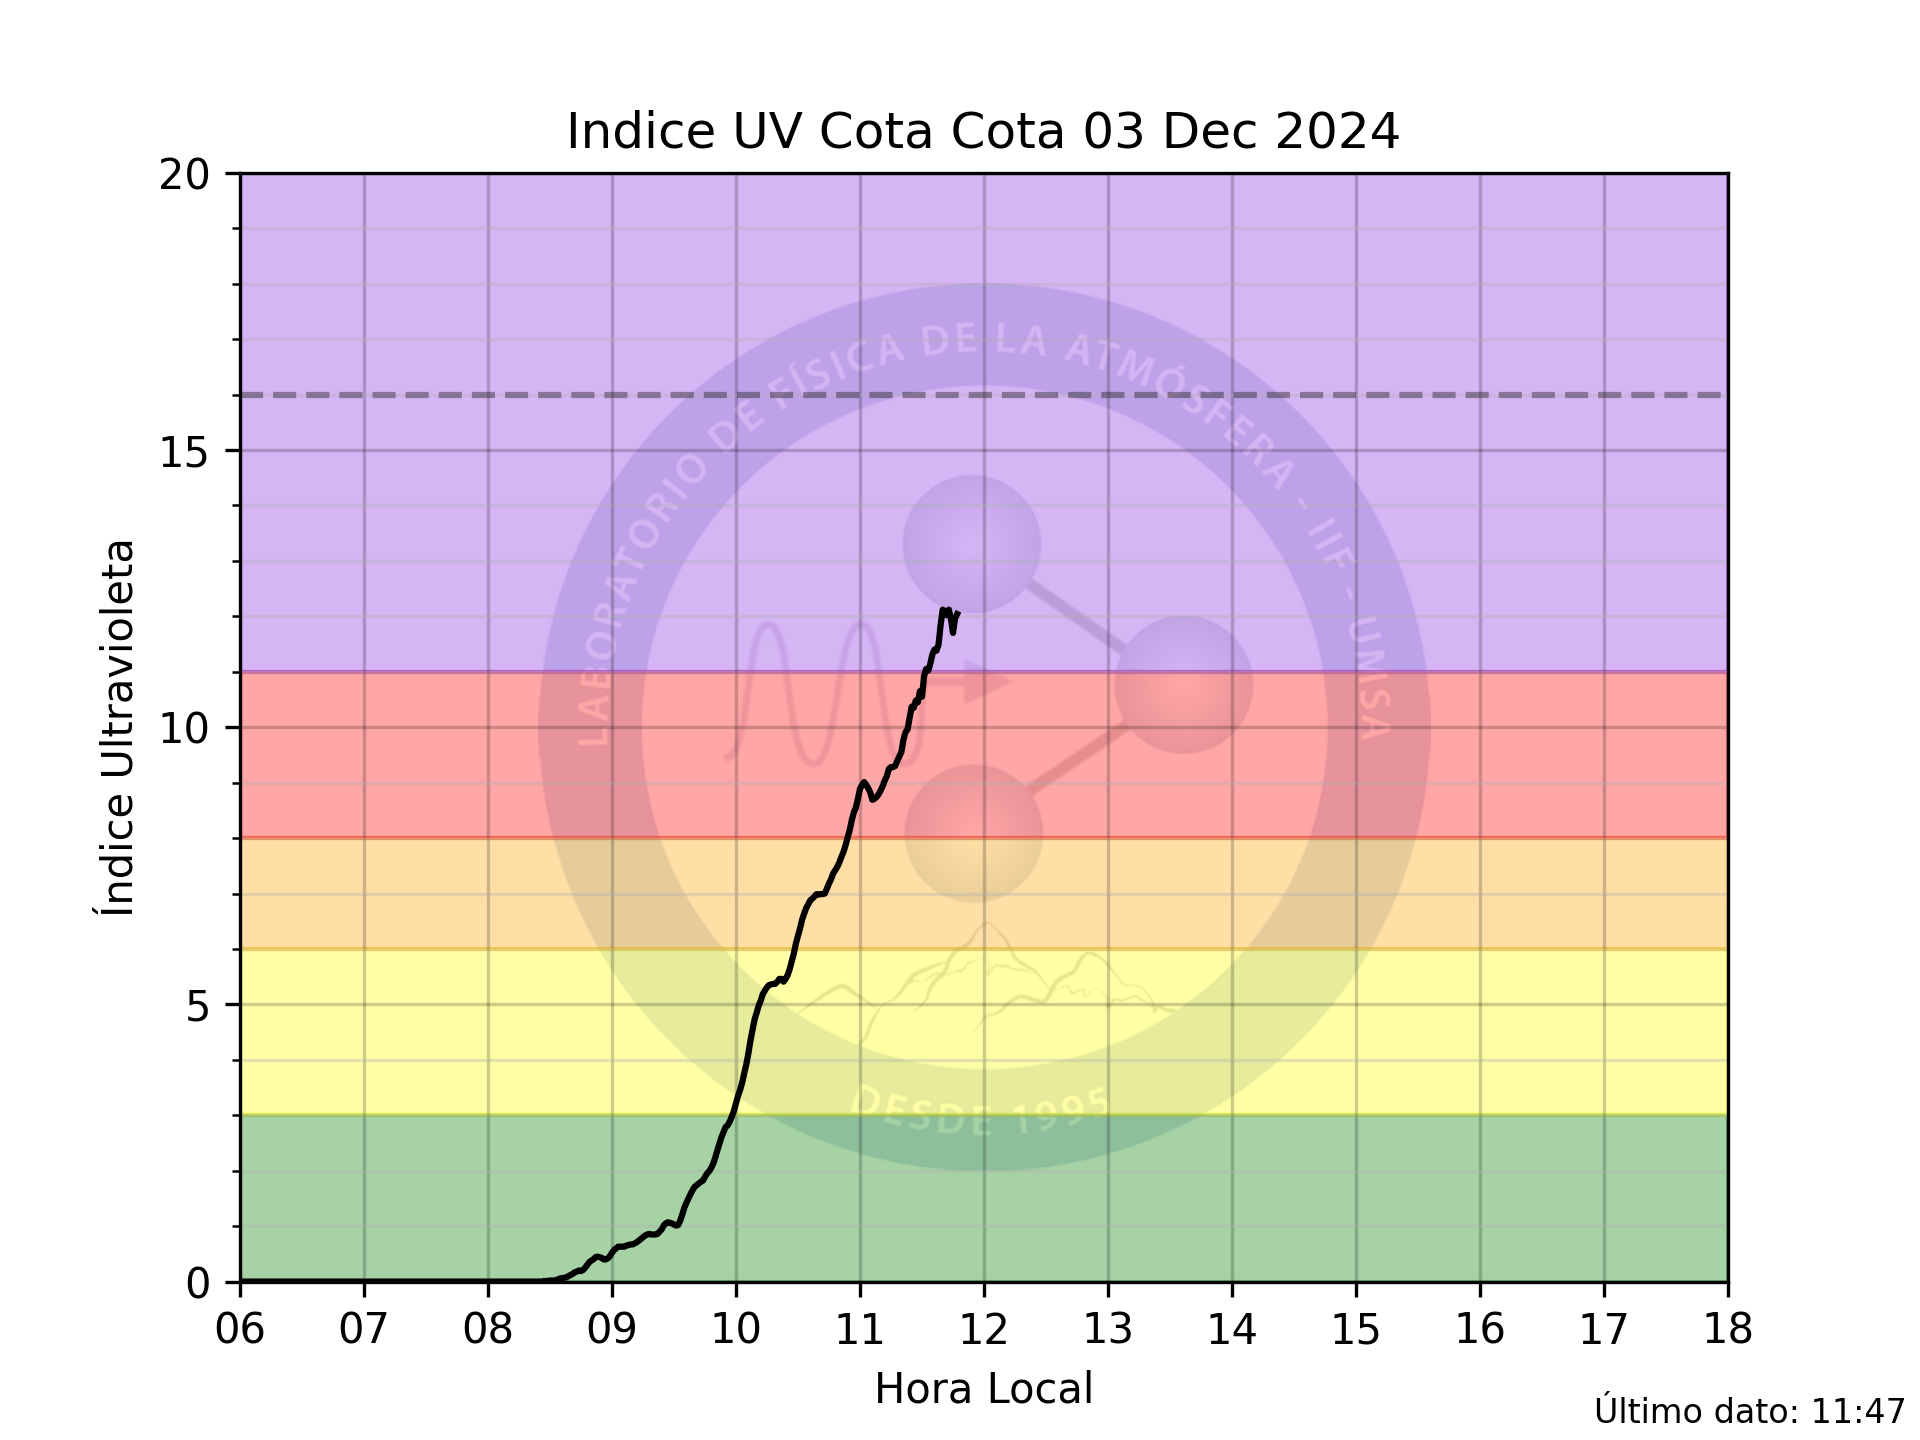 Indice UV Cota Cota 03 Dec 2024
20
15
10
5
0
Índice Ultravioleta
LABORATORIO DE FÍSICA DE LA ATMÓSFERA - IIF - UMSA
DESDE 1995
06 07 08 09 10 11 12 13 14 15 16 17 18
Hora Local
Último dato: 11:47